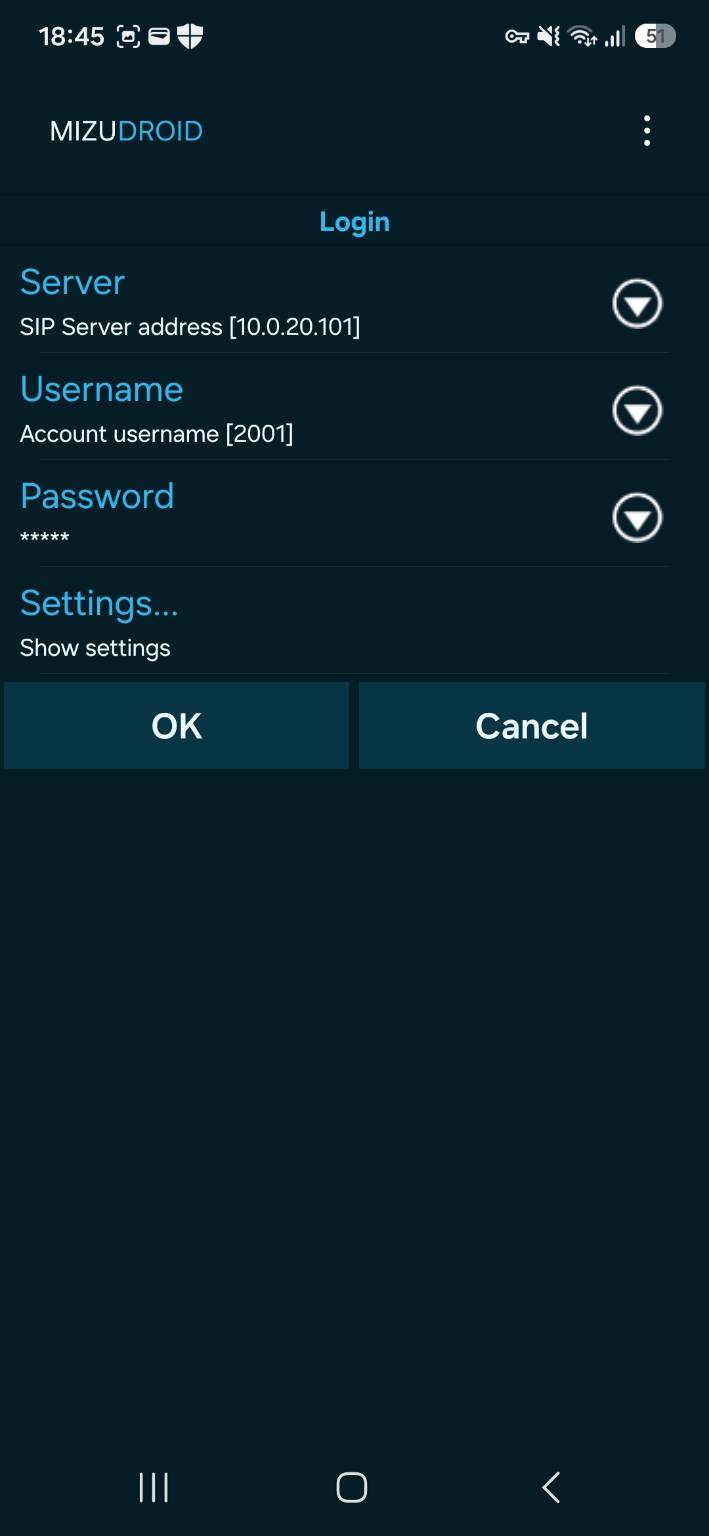 18:45
51
MIZUDROID
Login
Server
SIP Server address [10.0.20.101]
Username
Account username [2001]
Password
*****
Settings...
Show settings
OK
Cancel